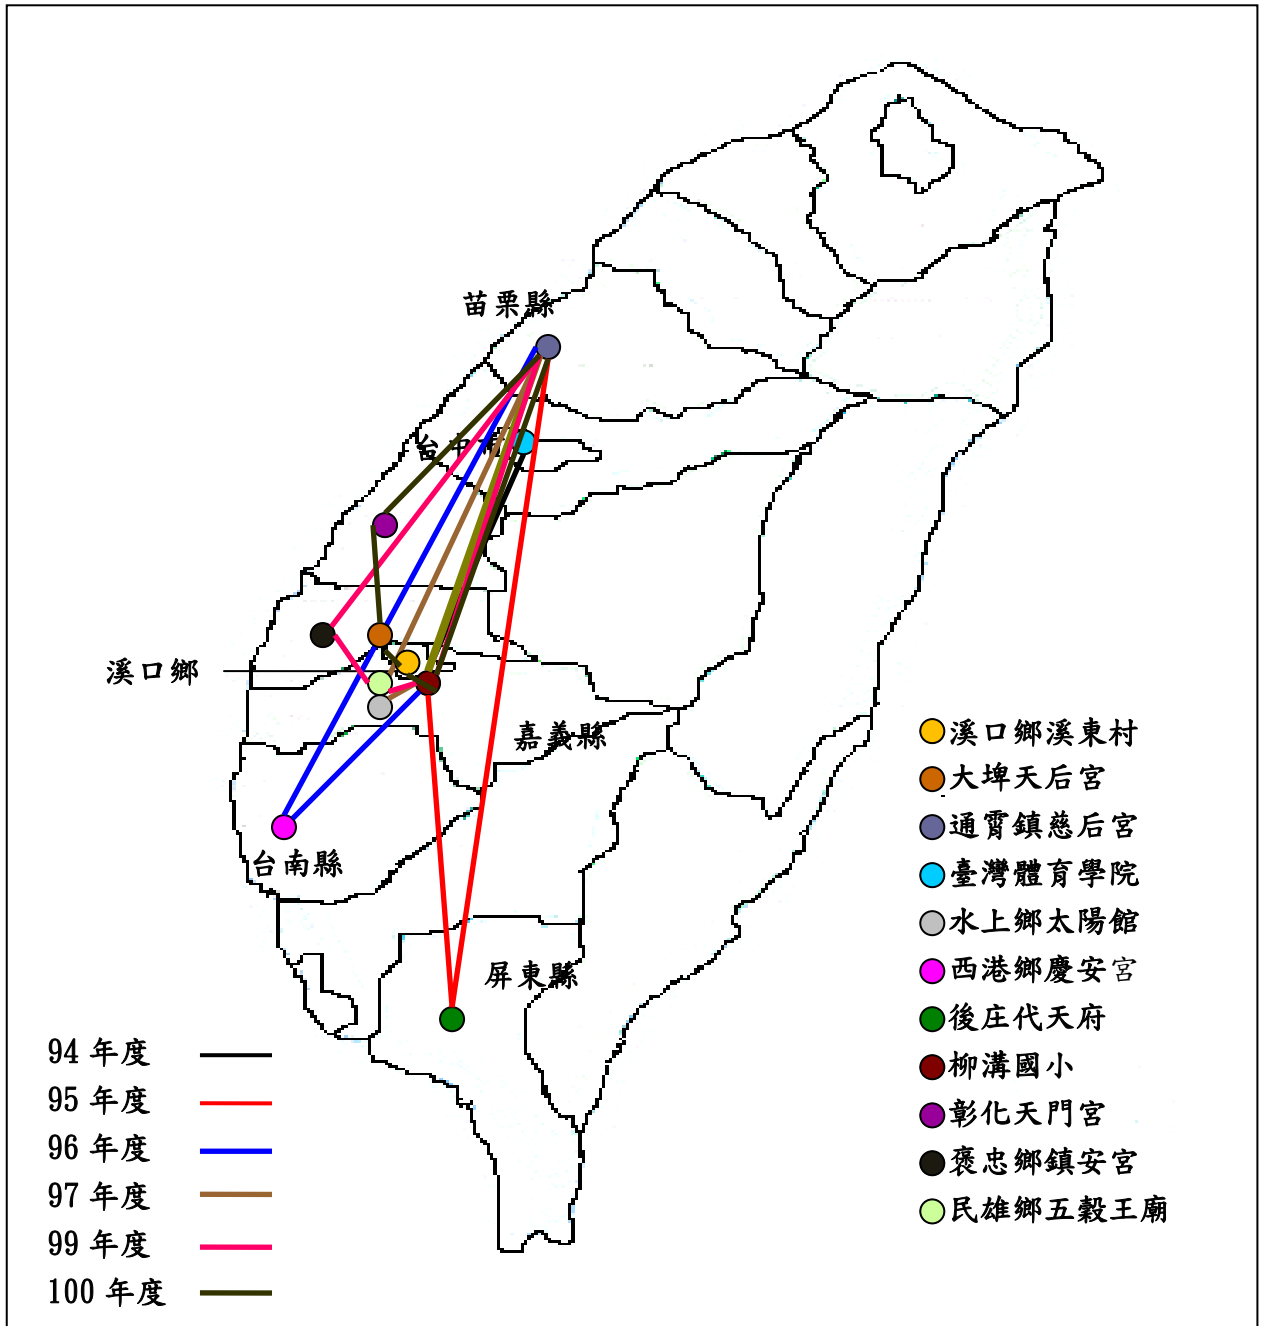 苗栗縣
台中市
溪口鄉
嘉義縣
台南縣
屏東縣
溪口鄉溪東村
大埤天后宮
通霄鎮慈后宮
臺灣體育學院
水上鄉太陽館
西港鄉慶安宮
後庄代天府
柳溝國小
彰化天門宮
褒忠鄉鎮安宮
民雄鄉五穀王廟
94 年度
95 年度
96 年度
97 年度
99 年度
100 年度